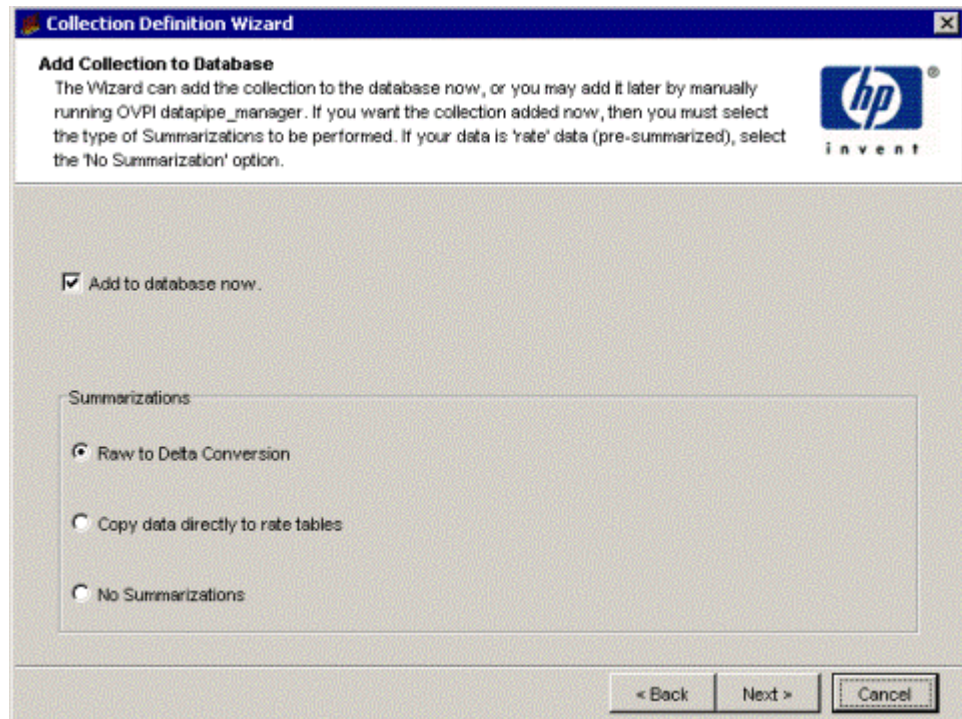 Collection Definition Wizard
Add Collection to Database
The Wizard can add the collection to the database now, or you may add it later by manually
running OVPI datapipe_manager. If you want the collection added now, then you must select
the type of Summarizations to be performed. If your data is 'rate' data (pre-summarized), select
the 'No Summarization' option.
hp
®
invent
Add to database now.
Summarizations
Raw to Delta Conversion
Copy data directly to rate tables
No Summarizations
< Back
Next >
Cancel